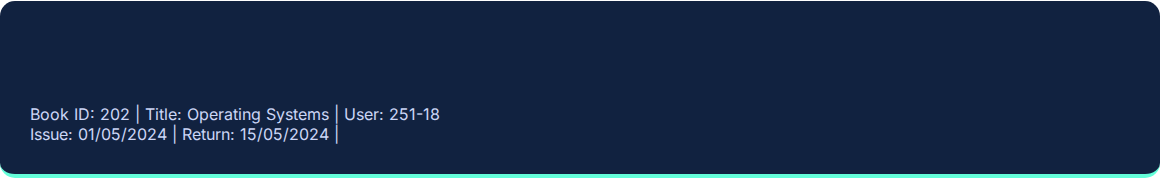 Book ID: 202 | Title: Operating Systems | User: 251-18
Issue: 01/05/2024 | Return: 15/05/2024 |